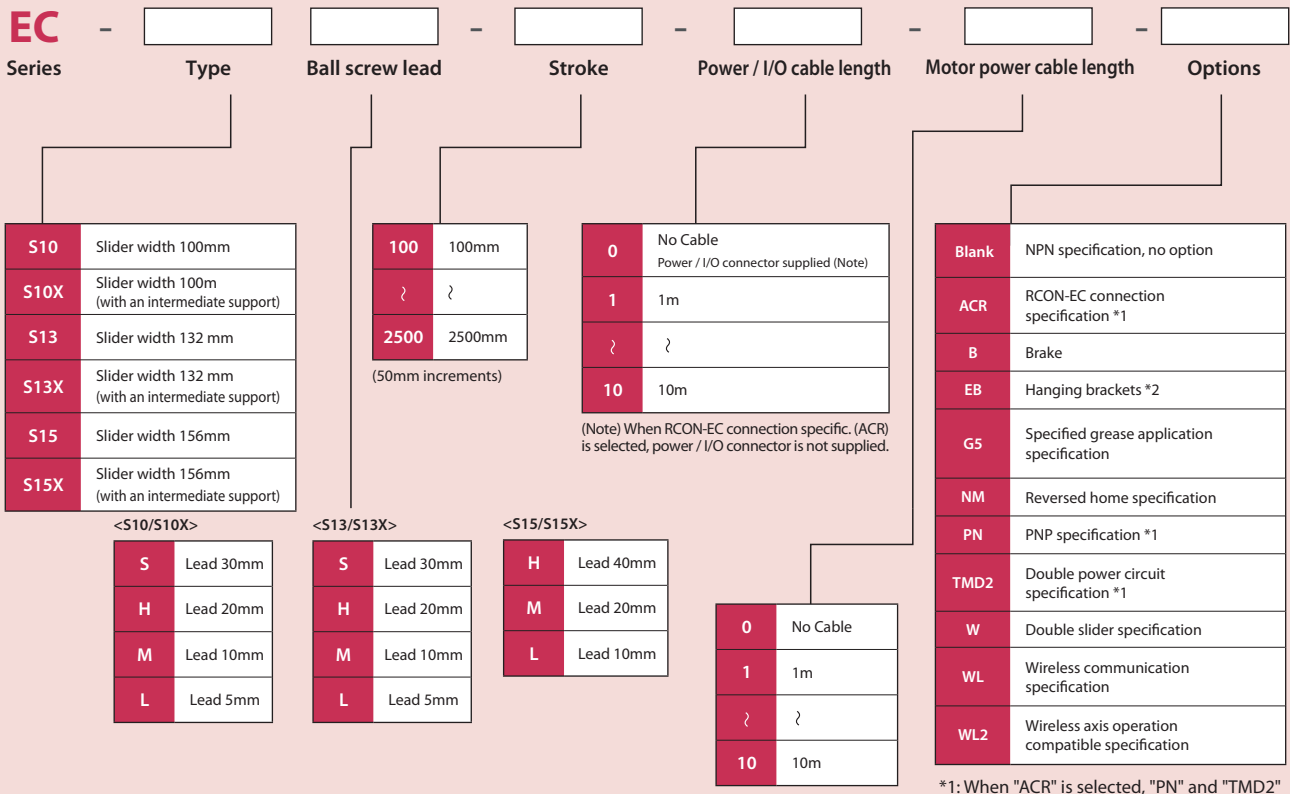 EC - - - - -
Series Type Ball screw lead Stroke Power / I/O cable length Motor power cable length Options
S10 Slider width 100mm
S10X Slider width 100m
(with an intermediate support)
S13 Slider width 132 mm
S13X Slider width 132 mm
(with an intermediate support)
S15 Slider width 156mm
S15X Slider width 156mm
(with an intermediate support)
<S10/S10X>
S Lead 30mm
H Lead 20mm
M Lead 10mm
L Lead 5mm
<S13/S13X>
S Lead 30mm
H Lead 20mm
M Lead 10mm
L Lead 5mm
<S15/S15X>
H Lead 40mm
M Lead 20mm
L Lead 10mm
100 100mm
≀ ≀
2500 2500mm
(50mm increments)
0 No Cable
Power / I/O connector supplied (Note)
1 1m
≀ ≀
10 10m
(Note) When RCON-EC connection specific. (ACR)
is selected, power / I/O connector is not supplied.
0 No Cable
1 1m
≀ ≀
10 10m
Blank NPN specification, no option
ACR RCON-EC connection
specification *1
B Brake
EB Hanging brackets *2
G5 Specified grease application
specification
NM Reversed home specification
PN PNP specification *1
TMD2 Double power circuit
specification *1
W Double slider specification
WL Wireless communication
specification
WL2 Wireless axis operation
compatible specification
*1: When "ACR" is selected, "PN" and "TMD2"